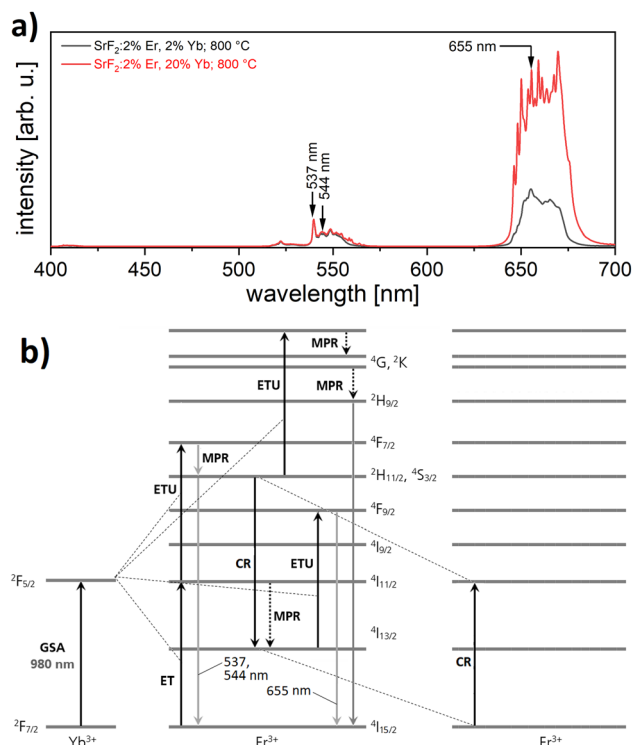 a)
SrF₂:2% Er, 2% Yb; 800 °C
SrF₂:2% Er, 20% Yb; 800 °C
655 nm
537 nm
544 nm
intensity [arb. u.]
400 450 500 550 600 650 700
wavelength [nm]
b)
MPR
⁴G, ²K
ETU
MPR
²H₉/₂
⁴F₇/₂
MPR
²H₁₁/₂, ⁴S₃/₂
ETU
⁴F₉/₂
CR
ETU
⁴I₉/₂
²F₅/₂
⁴I₁₁/₂
MPR
⁴I₁₃/₂
GSA
980 nm
ET
537,
544 nm
655 nm
CR
²F₇/₂
⁴I₁₅/₂
Yb³⁺
Er³⁺
Er³⁺